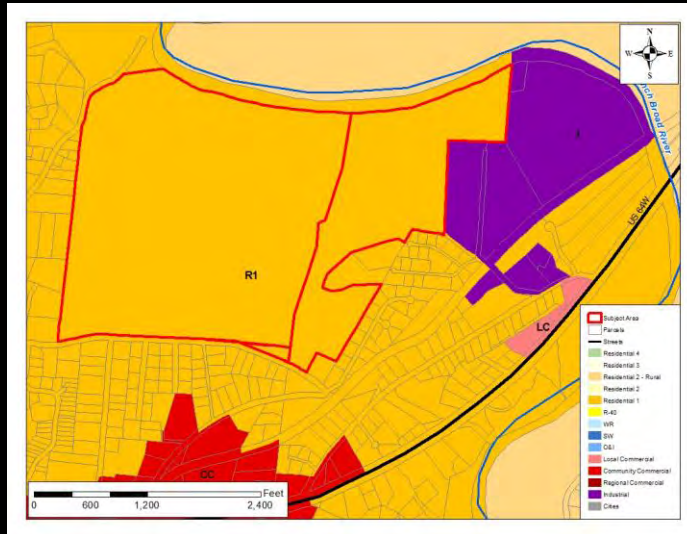 N
W E
S
I
nch Broad River
US 64W
R1
LC
CC
Subject Area
Parcels
Streets
Residential 4
Residential 3
Residential 2 - Rural
Residential 2
Residential 1
R-40
WR
SW
O&I
Local Commercial
Community Commercial
Regional Commercial
Industrial
Cities
Feet
0 600 1,200 2,400